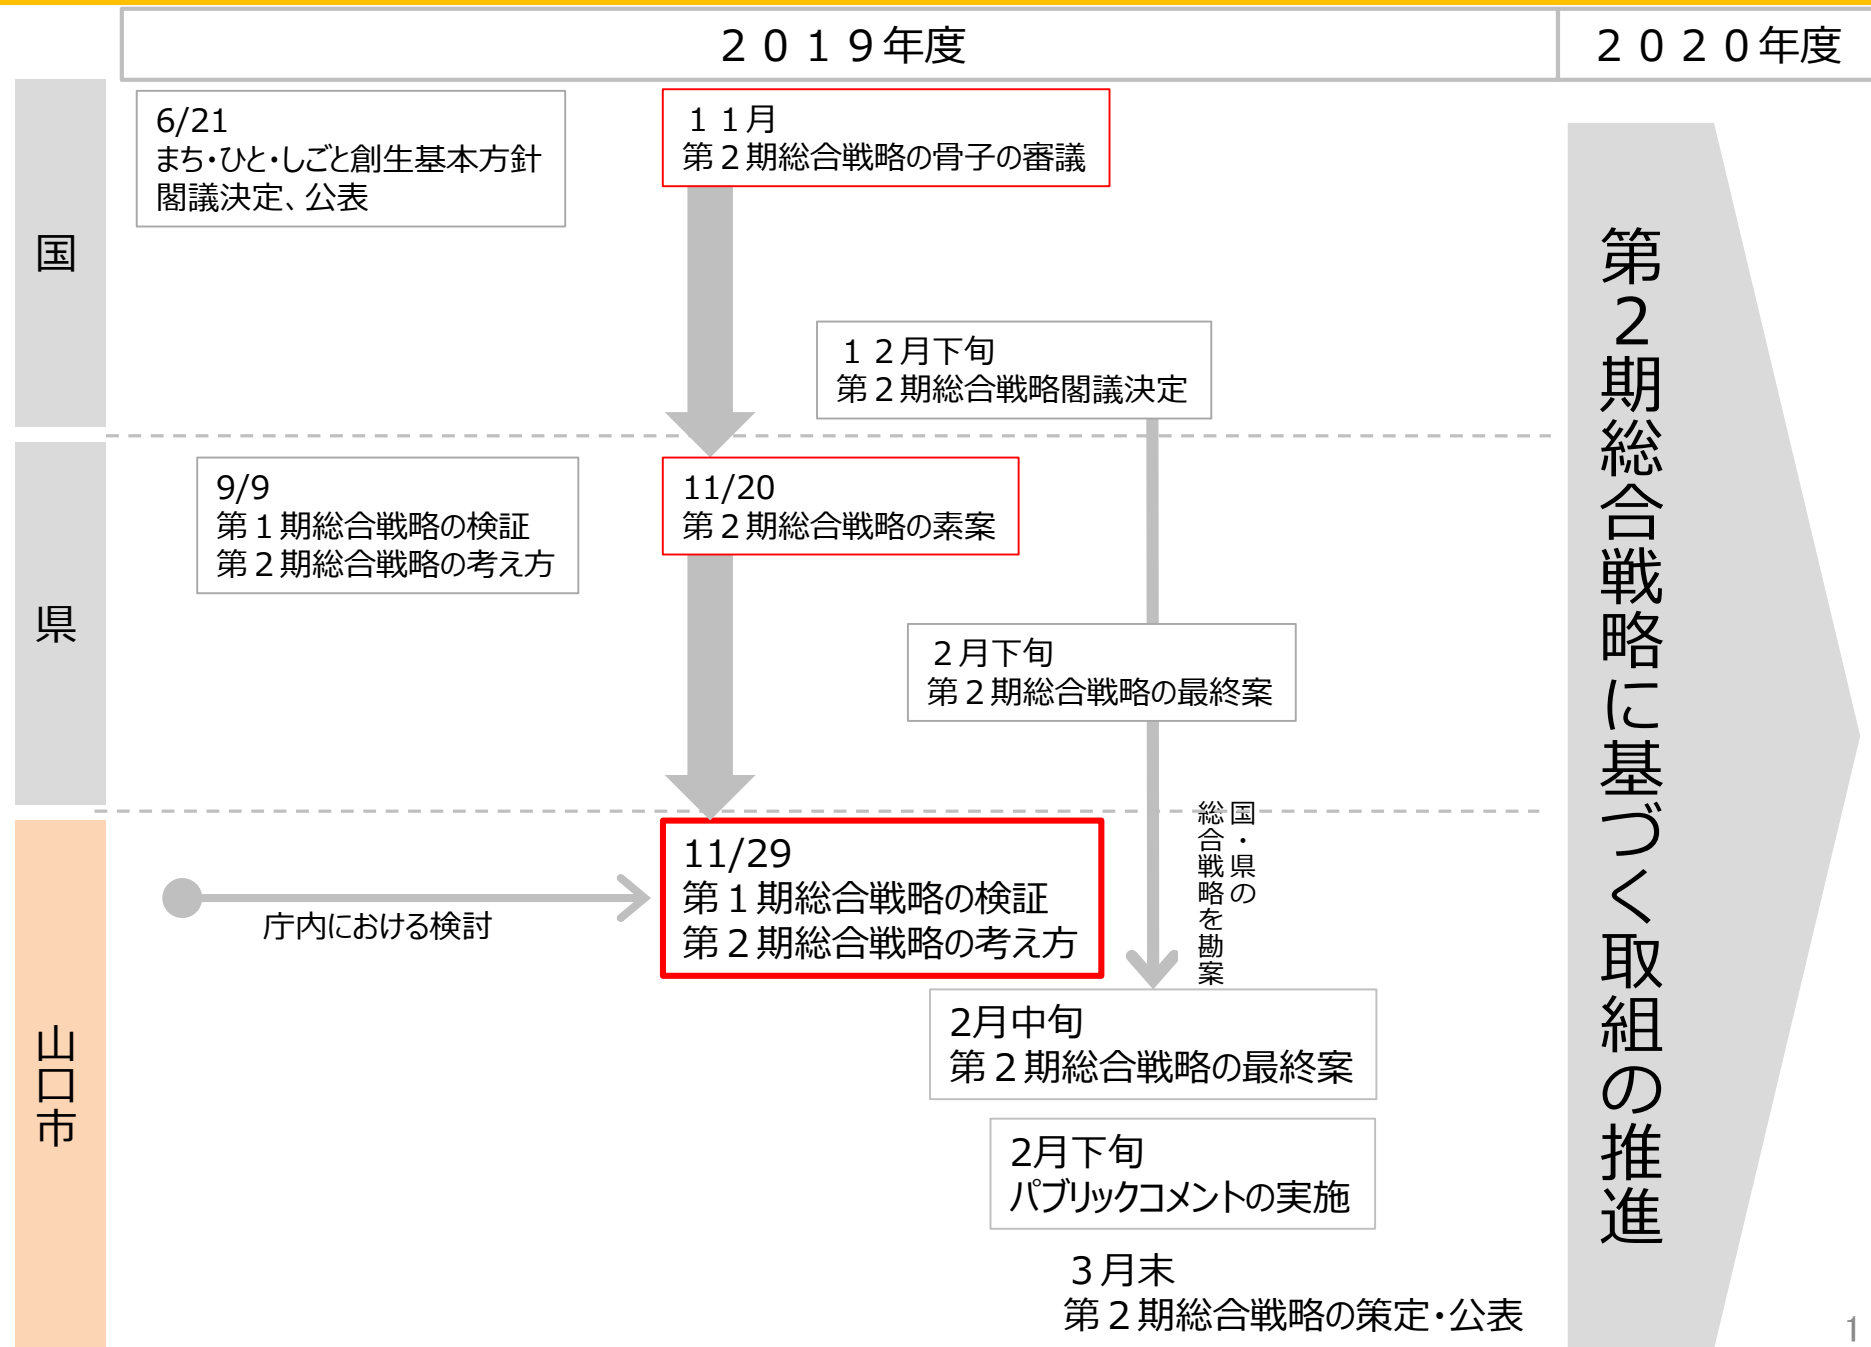 ２０１９年度
２０２０年度
国
6/21
まち・ひと・しごと創生基本方針
閣議決定、公表
１１月
第２期総合戦略の骨子の審議
１２月下旬
第２期総合戦略閣議決定
県
9/9
第１期総合戦略の検証
第２期総合戦略の考え方
11/20
第２期総合戦略の素案
２月下旬
第２期総合戦略の最終案
山口市
庁内における検討
11/29
第１期総合戦略の検証
第２期総合戦略の考え方
国・県の
総合戦略を勘案
2月中旬
第２期総合戦略の最終案
2月下旬
パブリックコメントの実施
３月末
第２期総合戦略の策定・公表
第２期総合戦略に基づく取組の推進
1